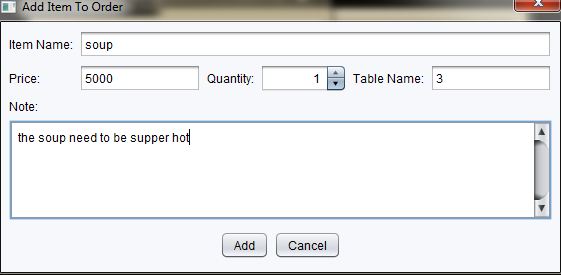 Add Item To Order
Item Name: soup
Price: 5000 Quantity: 1 Table Name: 3
Note:
the soup need to be supper hot
Add Cancel